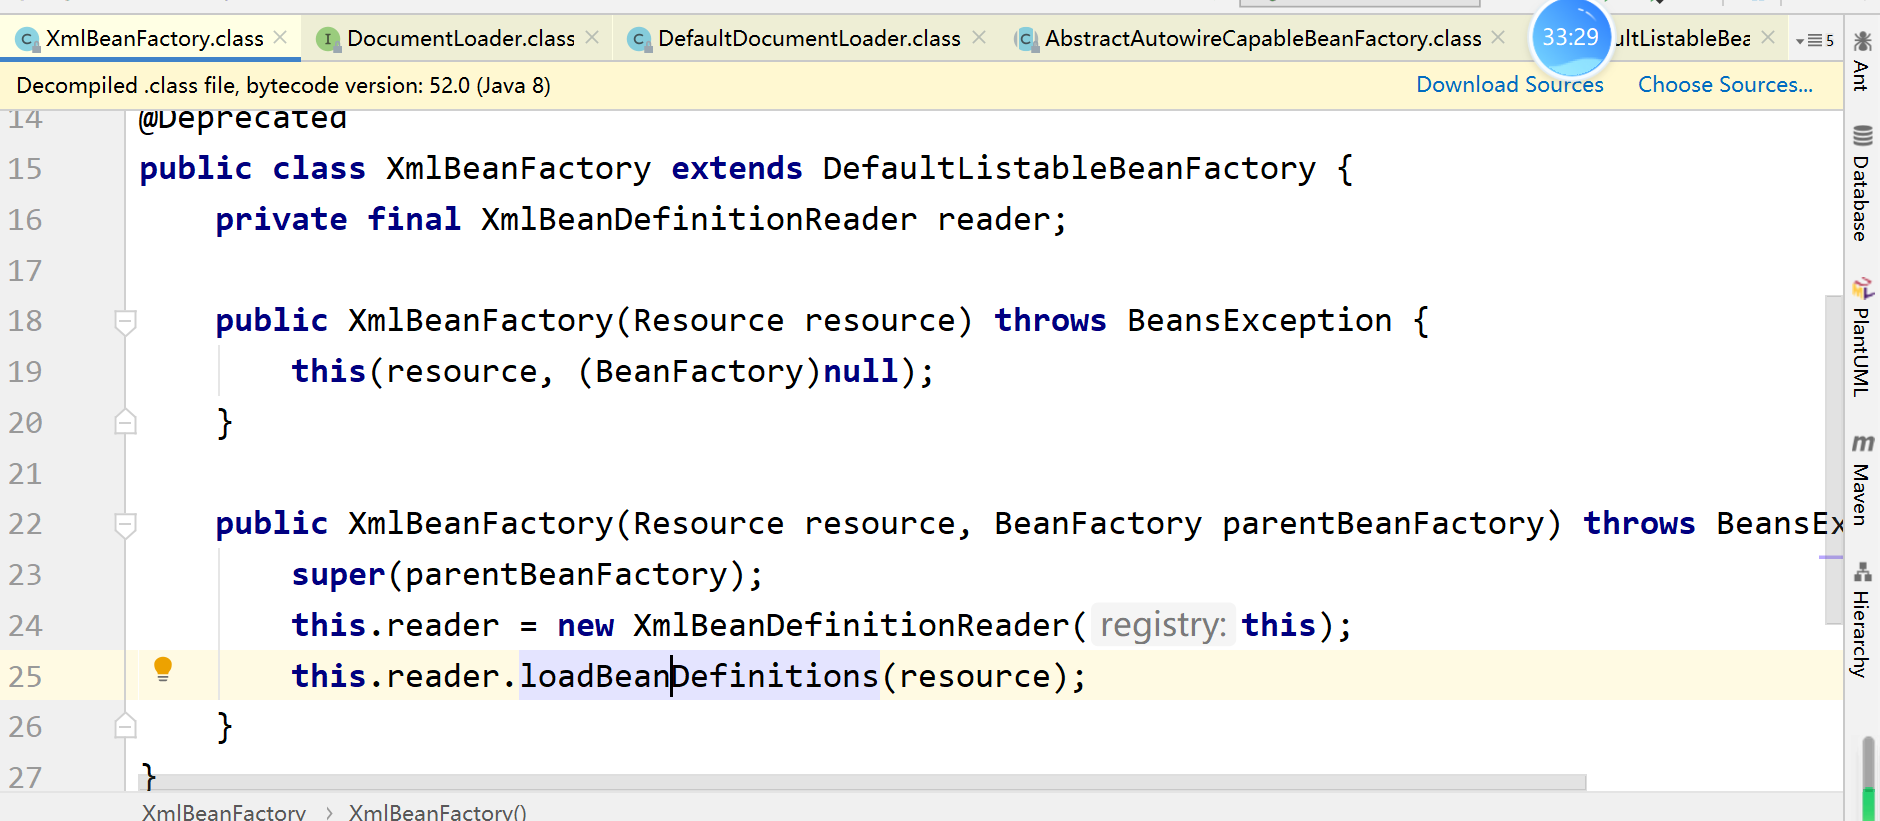 XmlBeanFactory.class DocumentLoader.class DefaultDocumentLoader.class AbstractAutowireCapableBeanFactory.class 33:29 ultListableBea 5
Decompiled .class file, bytecode version: 52.0 (Java 8) Download Sources Choose Sources...
14 @Deprecated
15 public class XmlBeanFactory extends DefaultListableBeanFactory {
16 private final XmlBeanDefinitionReader reader;
17
18 public XmlBeanFactory(Resource resource) throws BeansException {
19 this(resource, (BeanFactory)null);
20 }
21
22 public XmlBeanFactory(Resource resource, BeanFactory parentBeanFactory) throws BeansEx
23 super(parentBeanFactory);
24 this.reader = new XmlBeanDefinitionReader( registry: this);
25 this.reader.loadBeanDefinitions(resource);
26 }
27 }
XmlBeanFactory › XmlBeanFactory()
Ant
Database
PlantUML
Maven
Hierarchy